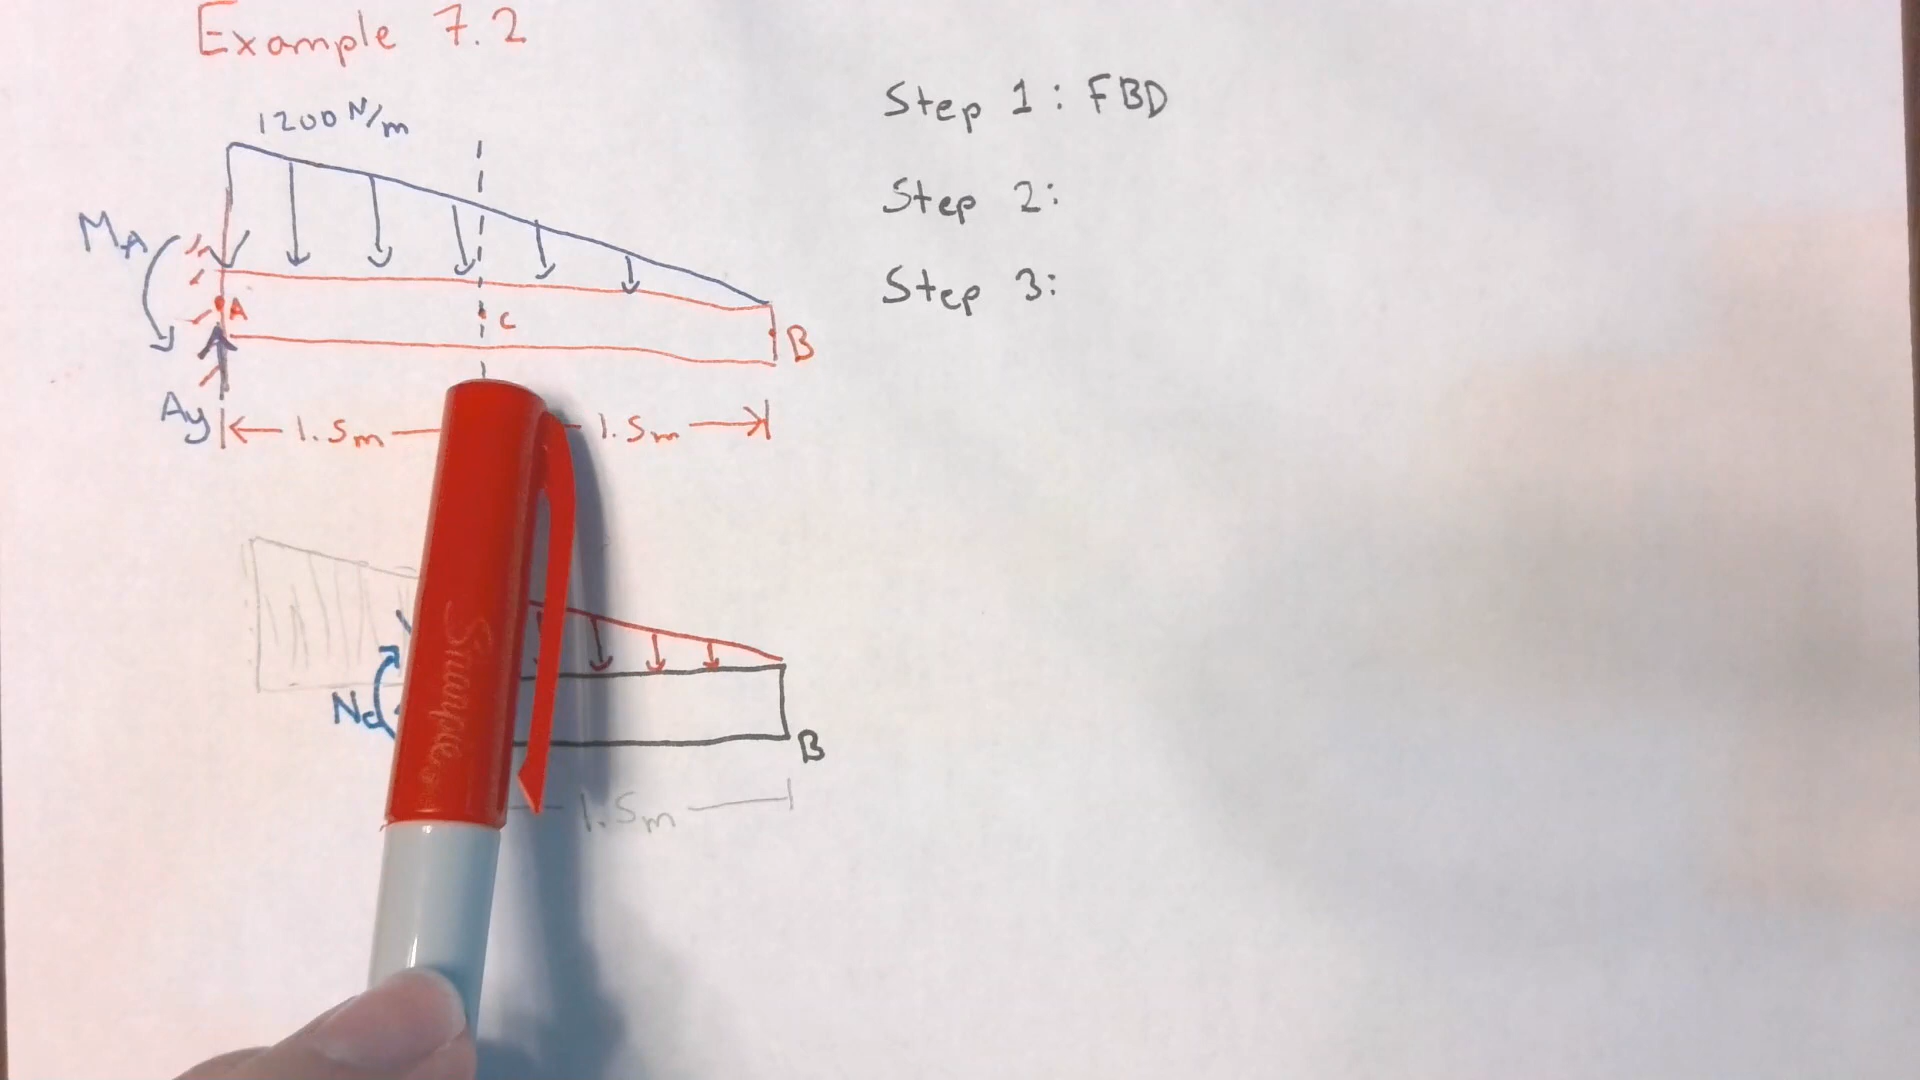 Example 7.2
1200 N/m
Step 1: FBD
Step 2:
Step 3:
MA
A
C
B
Ay
1.5m
1.5m
Nc
B
1.5m